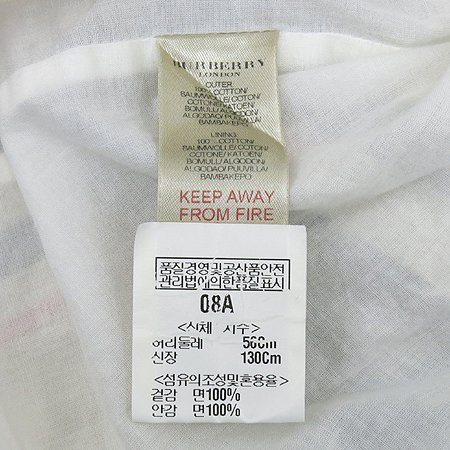 BURBERRY
LONDON
OUTER:
100% COTTON/
BAUMWOLLE/COTON/
COTONE/KATOEN/
BOMULL/ALGODON/
ALGODAO/PUUVILLA/
BAMBAKEPO
LINING:
100% COTTON/
BAUMWOLLE/COTON/
COTONE/KATOEN/
BOMULL/ALGODON/
ALGODAO/PUUVILLA/
BAMBAKEPO
KEEP AWAY
FROM FIRE
품질경영및공산품안전
관리법에의한품질표시
08A
<신체 치수>
허리둘레 56Cm
신장 130Cm
<섬유의조성및혼용율>
겉감 면100%
안감 면100%